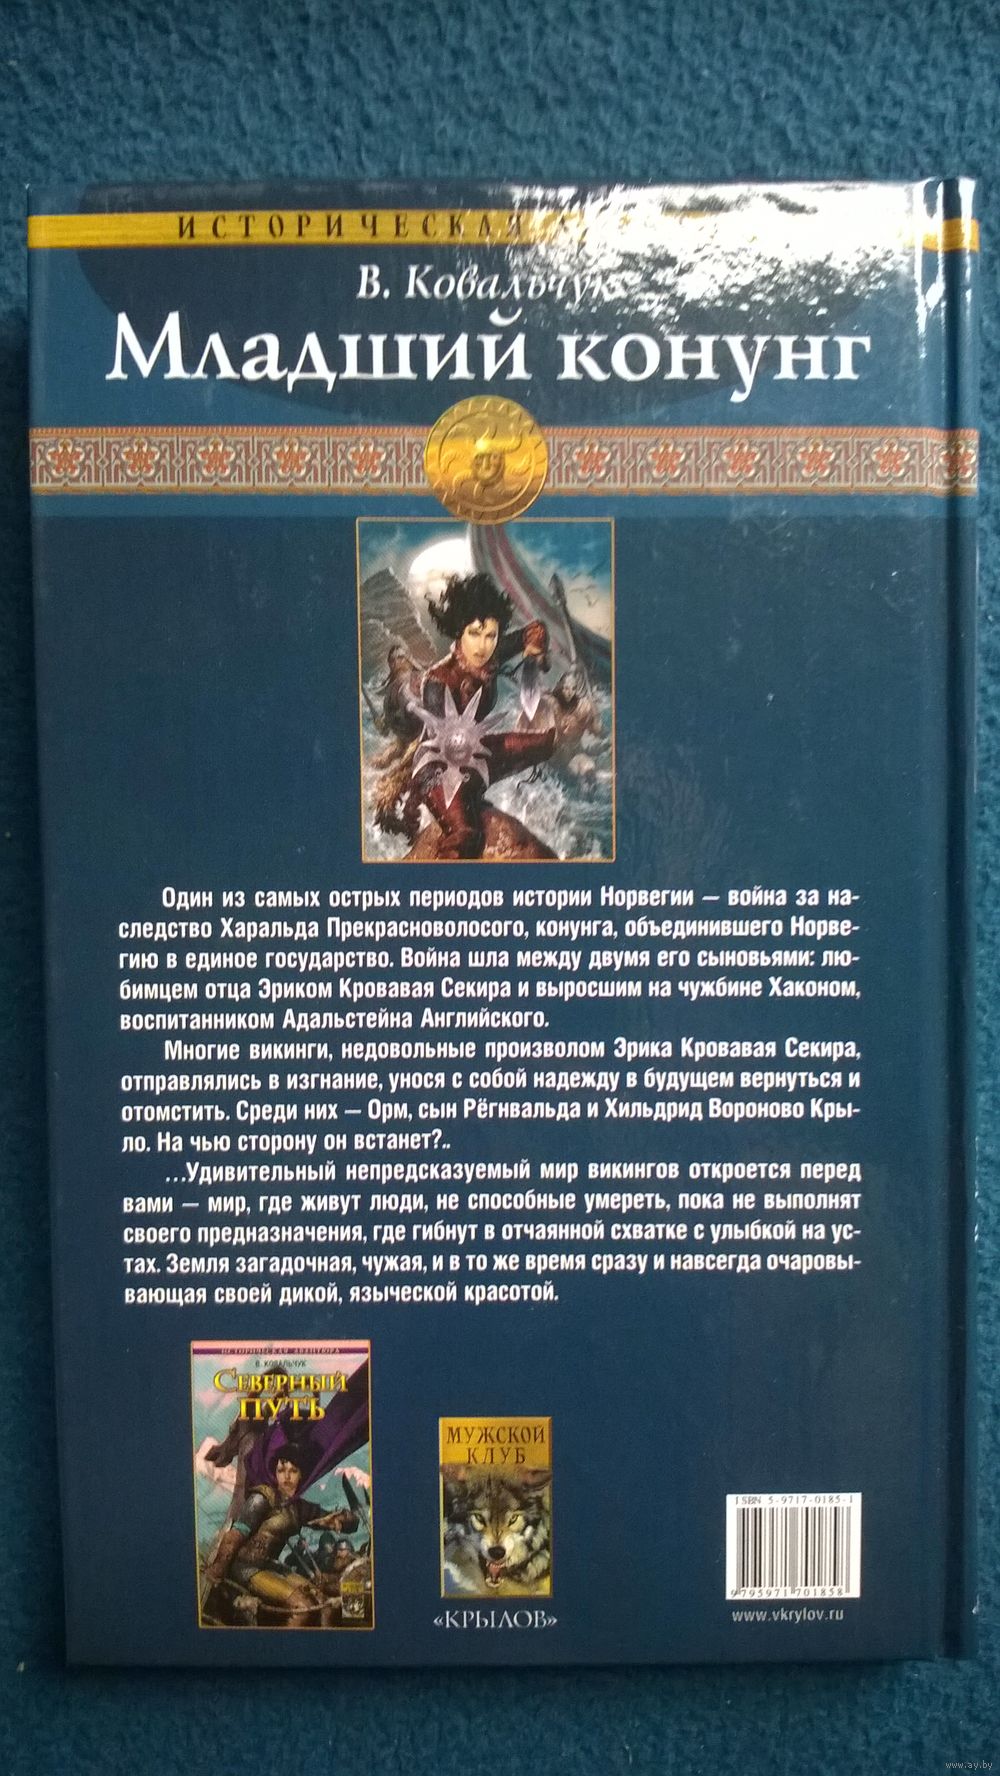 ИСТОРИЧЕСКАЯ
В. Ковальчук
Младший конунг
Один из самых острых периодов истории Норвегии — война за на-
следство Харальда Прекрасноволосого, конунга, объединившего Норве-
гию в единое государство. Война шла между двумя его сыновьями: лю-
бимцем отца Эриком Кровавая Секира и выросшим на чужбине Хаконом,
воспитанником Адальстейна Английского.
Многие викинги, недовольные произволом Эрика Кровавая Секира,
отправлялись в изгнание, унося с собой надежду в будущем вернуться и
отомстить. Среди них — Орм, сын Рёгнвальда и Хильдрид Вороново Кры-
ло. На чью сторону он встанет?..
...Удивительный непредсказуемый мир викингов откроется перед
вами — мир, где живут люди, не способные умереть, пока не выполнят
своего предназначения, где гибнут в отчаянной схватке с улыбкой на ус-
тах. Земля загадочная, чужая, и в то же время сразу и навсегда очаровы-
вающая своей дикой, языческой красотой.
ИСТОРИЧЕСКАЯ АВАНТЮРА
В. КОВАЛЬЧУК
СЕВЕРНЫЙ
ПУТЬ
МУЖСКОЙ
КЛУБ
«КРЫЛОВ»
ISBN 5-9717-0185-1
9795971701858
www.vkrylov.ru
www.ay.by